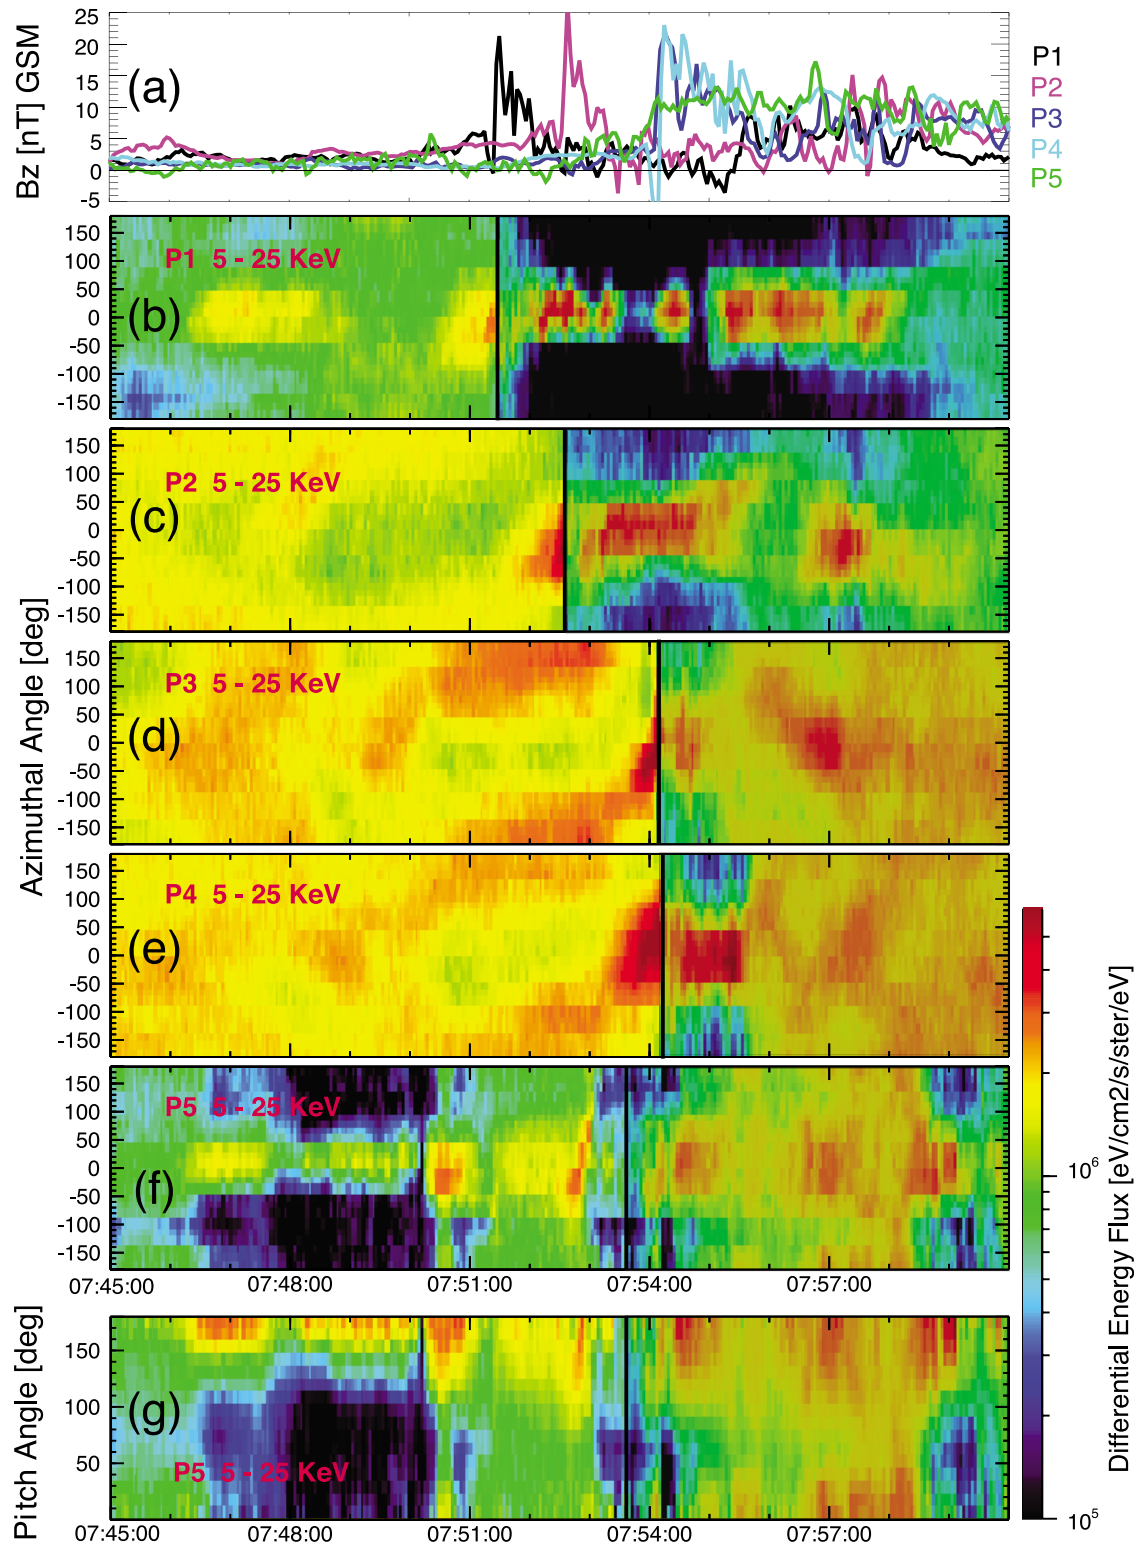 Bz [nT] GSM
25
20
15
10
5
0
-5
(a)
P1
P2
P3
P4
P5
Azimuthal Angle [deg]
150
100
50
0
-50
-100
-150
P1 5 - 25 KeV
(b)
150
100
50
0
-50
-100
-150
P2 5 - 25 KeV
(c)
150
100
50
0
-50
-100
-150
P3 5 - 25 KeV
(d)
150
100
50
0
-50
-100
-150
P4 5 - 25 KeV
(e)
150
100
50
0
-50
-100
-150
P5 5 - 25 KeV
(f)
07:45:00 07:48:00 07:51:00 07:54:00 07:57:00
Pitch Angle [deg]
150
100
50
(g)
P5 5 - 25 KeV
07:45:00 07:48:00 07:51:00 07:54:00 07:57:00
10⁶
10⁵
Differential Energy Flux [eV/cm2/s/ster/eV]